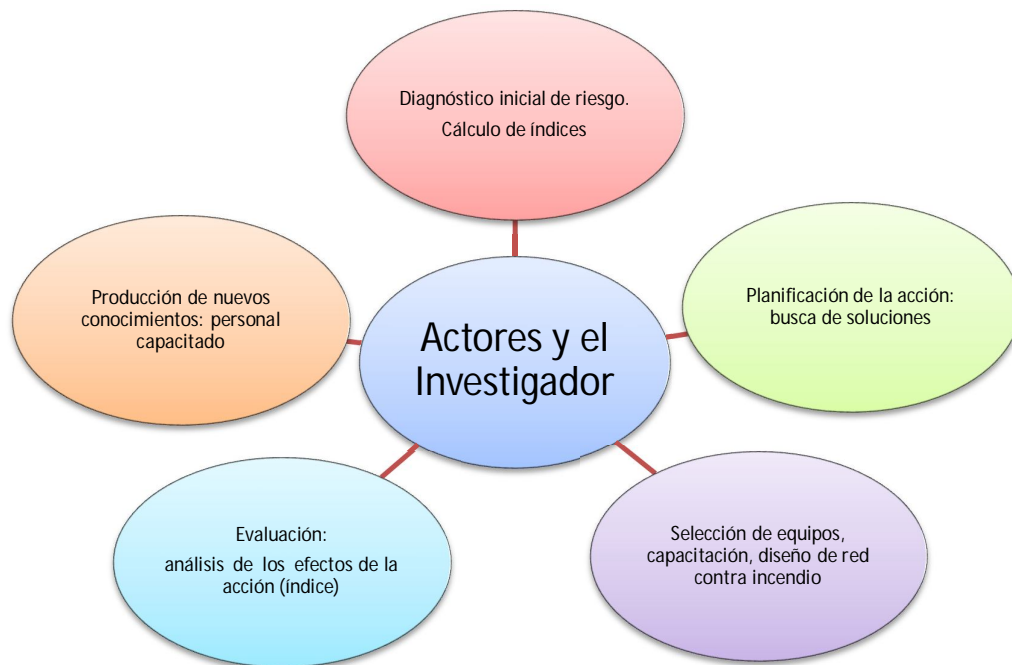 Diagnóstico inicial de riesgo.
Cálculo de índices
Planificación de la acción:
busca de soluciones
Selección de equipos,
capacitación, diseño de red
contra incendio
Evaluación:
análisis de los efectos de la
acción (índice)
Producción de nuevos
conocimientos: personal
capacitado
Actores y el
Investigador